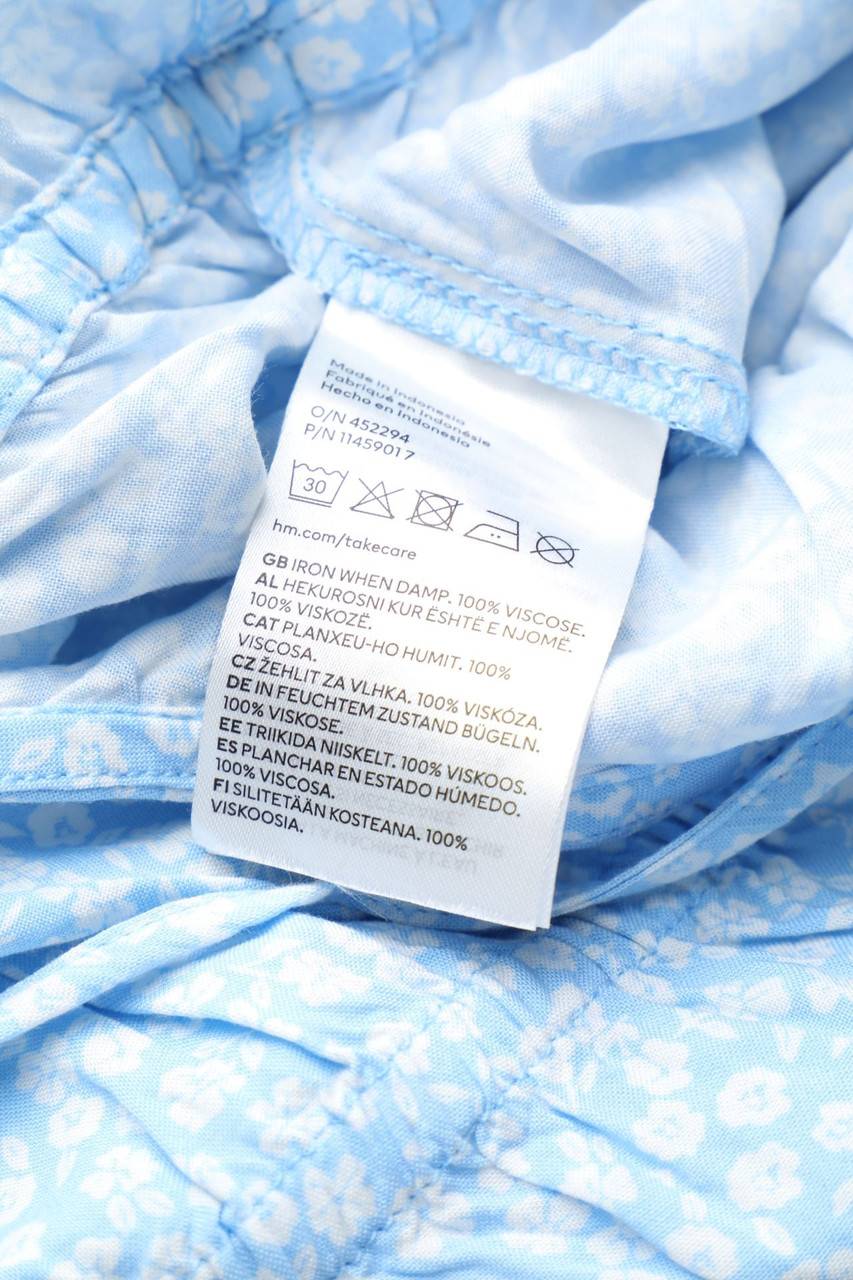 Made in Indonesia
Fabriqué en Indonésie
Hecho en Indonesia
O/N 452294
P/N 1145901 7
30
hm.com/takecare
GB IRON WHEN DAMP. 100% VISCOSE.
AL HEKUROSNI KUR ËSHTË E NJOMË.
100% VISKOZË.
CAT PLANXEU-HO HUMIT. 100%
VISCOSA.
CZ ŽEHLIT ZA VLHKA. 100% VISKÓZA.
DE IN FEUCHTEM ZUSTAND BÜGELN.
100% VISKOSE.
EE TRIIKIDA NIISKELT. 100% VISKOOS.
ES PLANCHAR EN ESTADO HÚMEDO.
100% VISCOSA.
FI SILITETÄÄN KOSTEANA. 100%
VISKOOSIA.